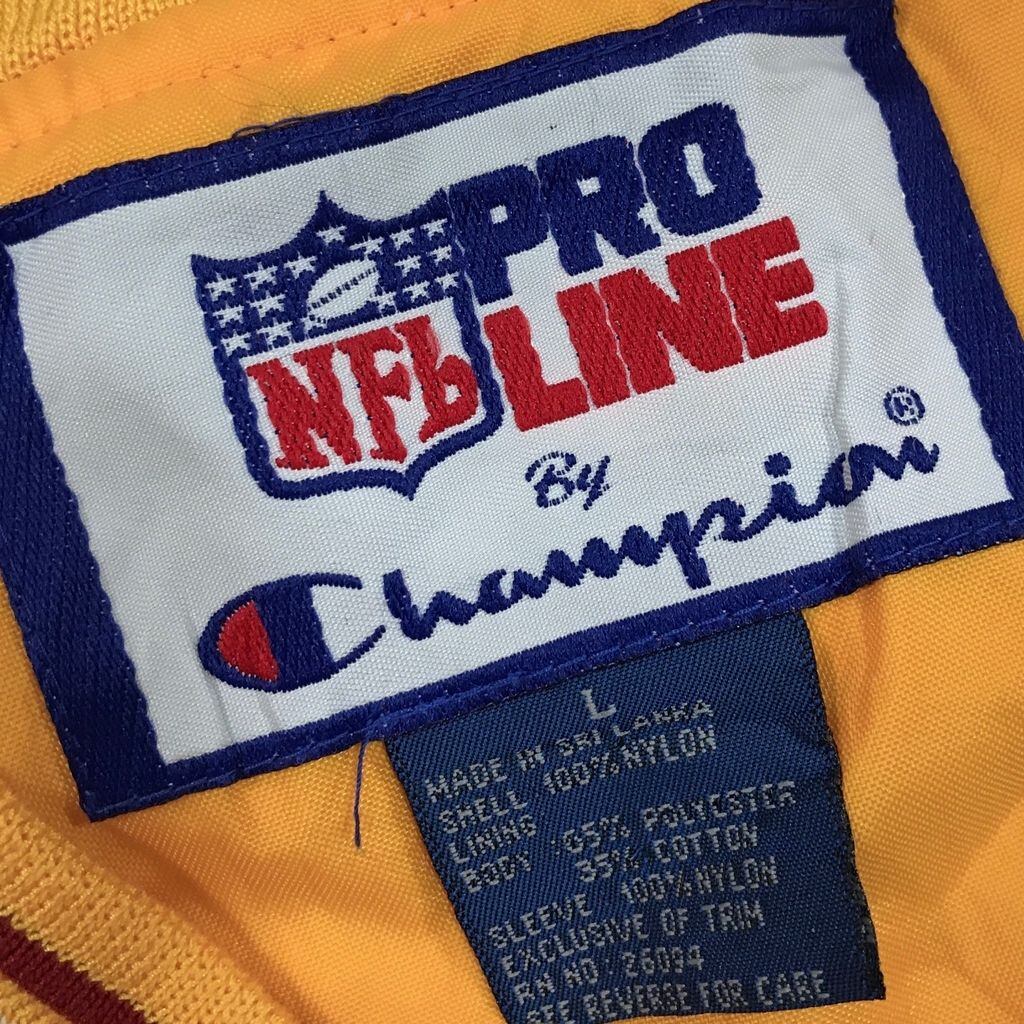 NFL
PRO
LINE
By
Champion®
L
MADE IN SRI LANKA
SHELL 100% NYLON
LINING
BODY : 65% POLYESTER
35% COTTON
SLEEVE 100% NYLON
EXCLUSIVE OF TRIM
RN NO : 26094
SEE REVERSE FOR CARE